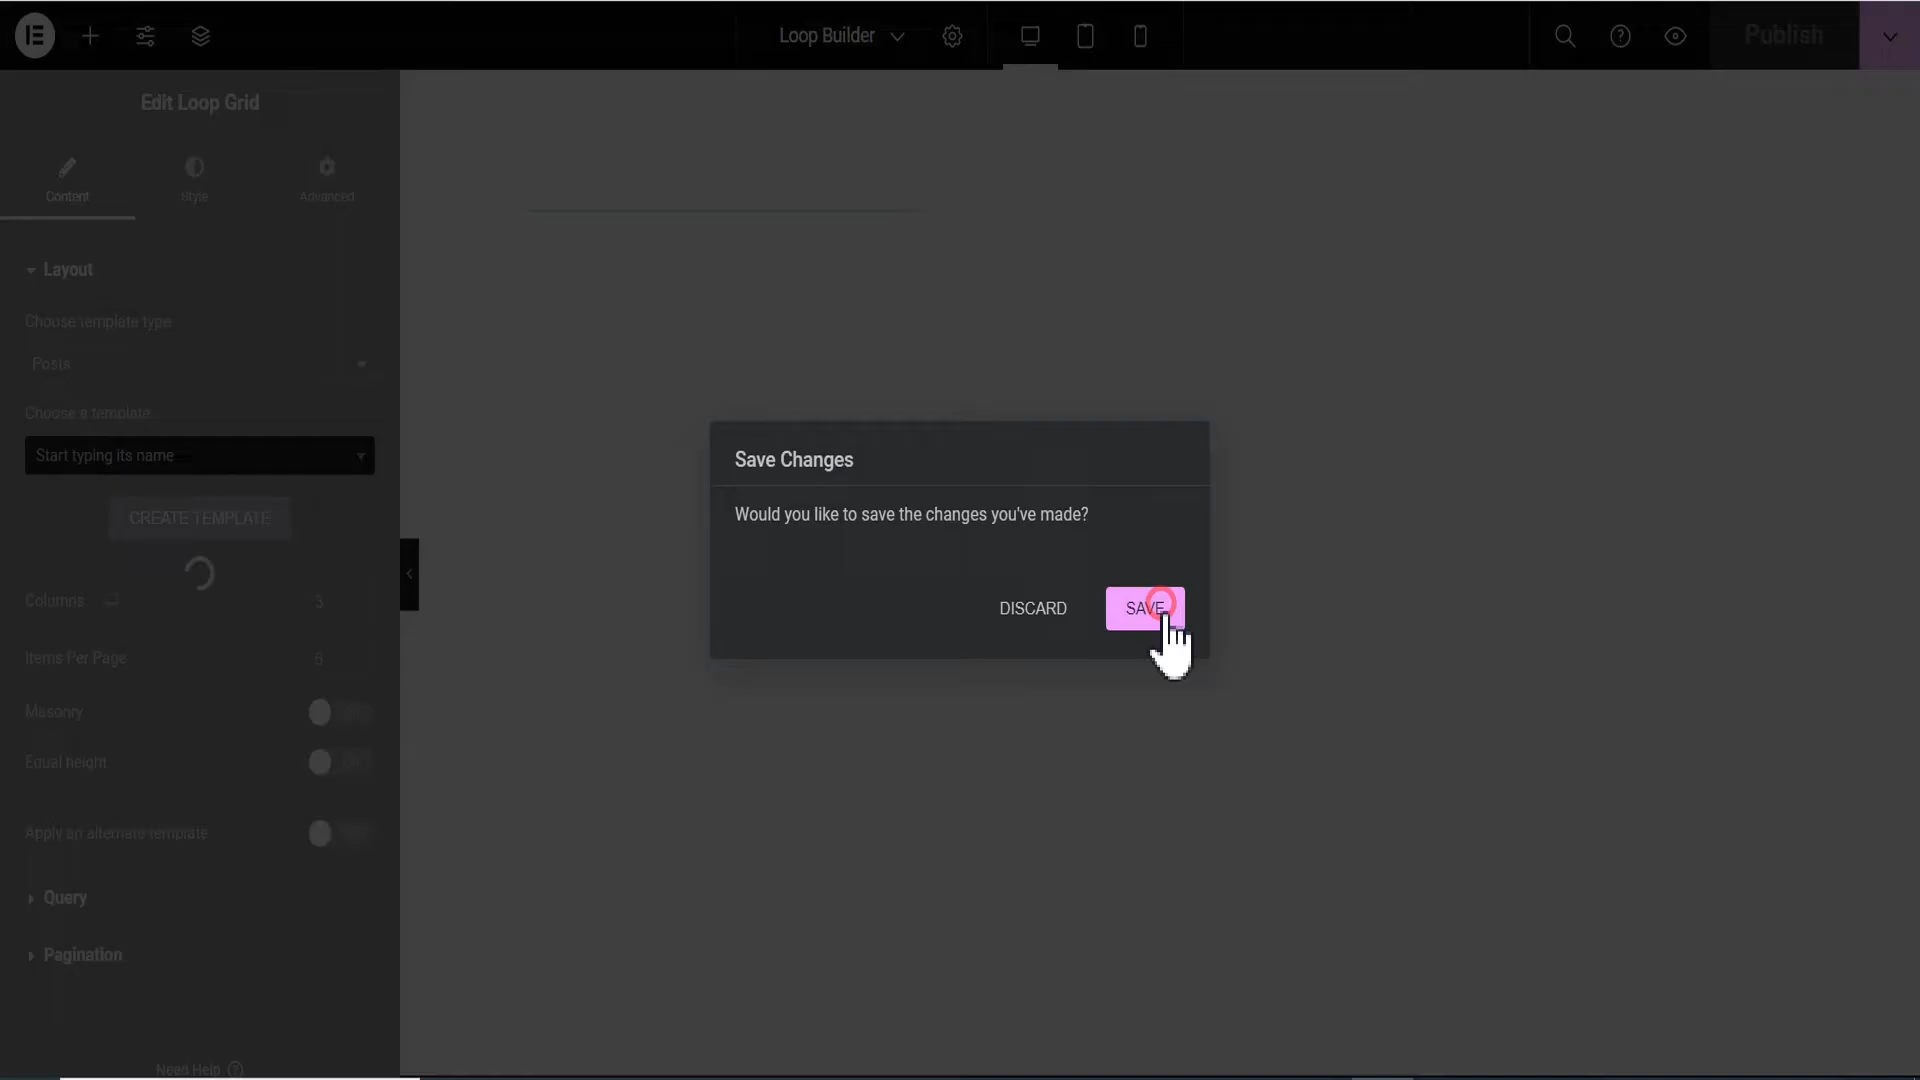 Loop Builder
Publish
Edit Loop Grid
Content
Style
Advanced
Layout
Choose template type
Posts
Choose a template
Start typing its name
CREATE TEMPLATE
Columns
3
Items Per Page
6
Masonry
Equal height
Apply an alternate template
Query
Pagination
Need Help
Save Changes
Would you like to save the changes you've made?
DISCARD
SAVE